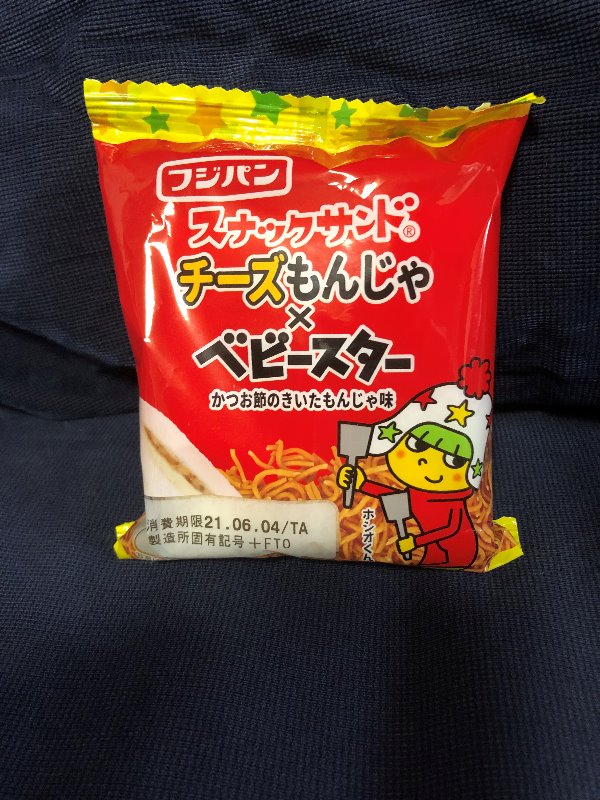 フジパン
スナックサンド®
チーズもんじゃ
×
ベビースター
かつお節のきいたもんじゃ味
消費期限21.06.04/TA
製造所固有記号+FTO
ホシオくん